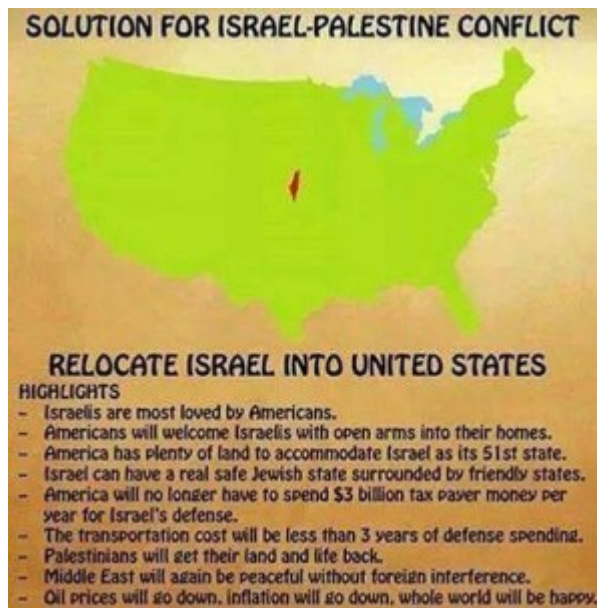 SOLUTION FOR ISRAEL-PALESTINE CONFLICT
RELOCATE ISRAEL INTO UNITED STATES
HIGHLIGHTS
- Israelis are most loved by Americans.
- Americans will welcome Israelis with open arms into their homes.
- America has plenty of land to accommodate Israel as its 51st state.
- Israel can have a real safe Jewish state surrounded by friendly states.
- America will no longer have to spend $3 billion tax payer money per
year for Israel's defense.
- The transportation cost will be less than 3 years of defense spending.
- Palestinians will get their land and life back.
- Middle East will again be peaceful without foreign interference.
- Oil prices will go down, inflation will go down, whole world will be happy.